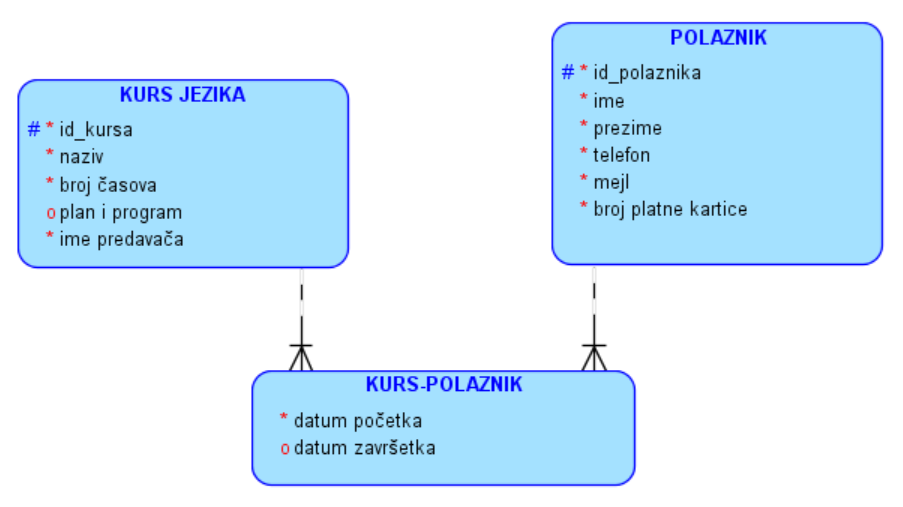 KURS JEZIKA
# * id_kursa
* naziv
* broj časova
o plan i program
* ime predavača
POLAZNIK
# * id_polaznika
* ime
* prezime
* telefon
* mejl
* broj platne kartice
KURS-POLAZNIK
* datum početka
o datum završetka